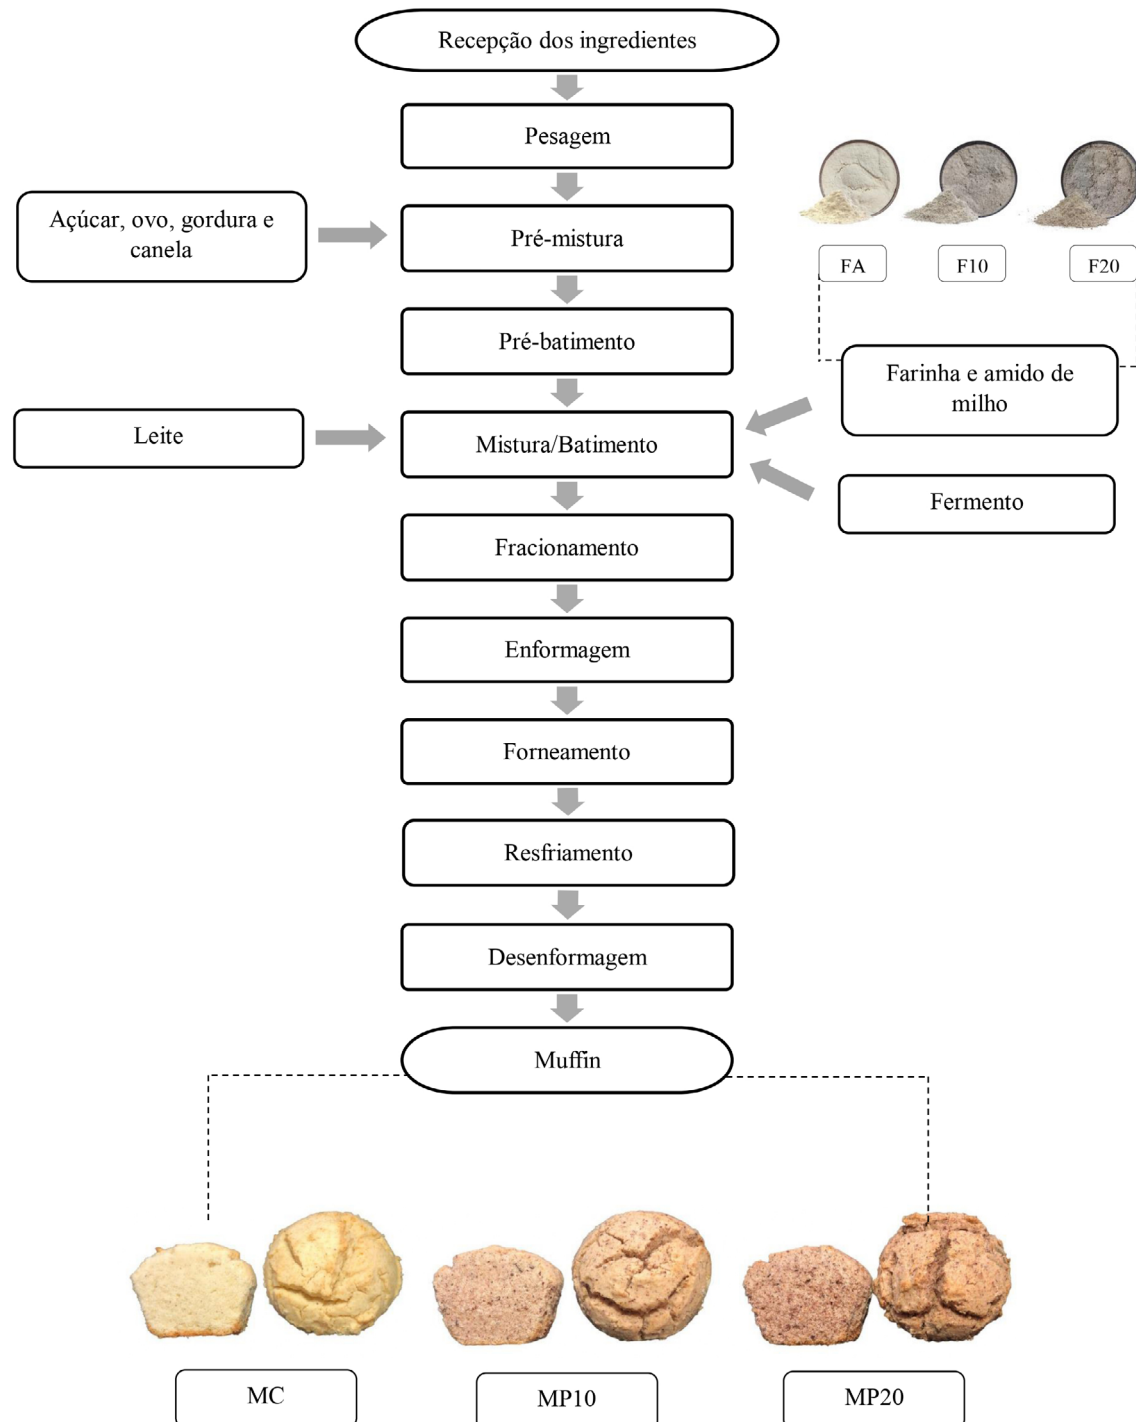 Recepção dos ingredientes
Pesagem
Açúcar, ovo, gordura e
canela
Pré-mistura
FA
F10
F20
Pré-batimento
Farinha e amido de
milho
Leite
Mistura/Batimento
Fermento
Fracionamento
Enformagem
Forneamento
Resfriamento
Desenformagem
Muffin
MC
MP10
MP20